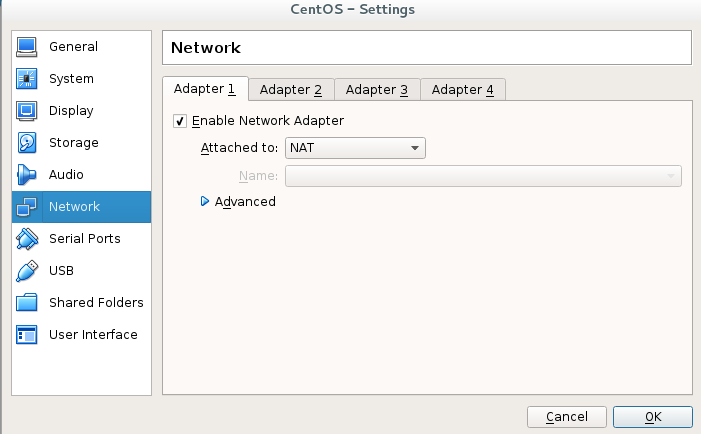 CentOS – Settings
General
System
Display
Storage
Audio
Network
Serial Ports
USB
Shared Folders
User Interface
Network
Adapter 1 Adapter 2 Adapter 3 Adapter 4
Enable Network Adapter
Attached to: NAT
Name:
Advanced
Cancel OK